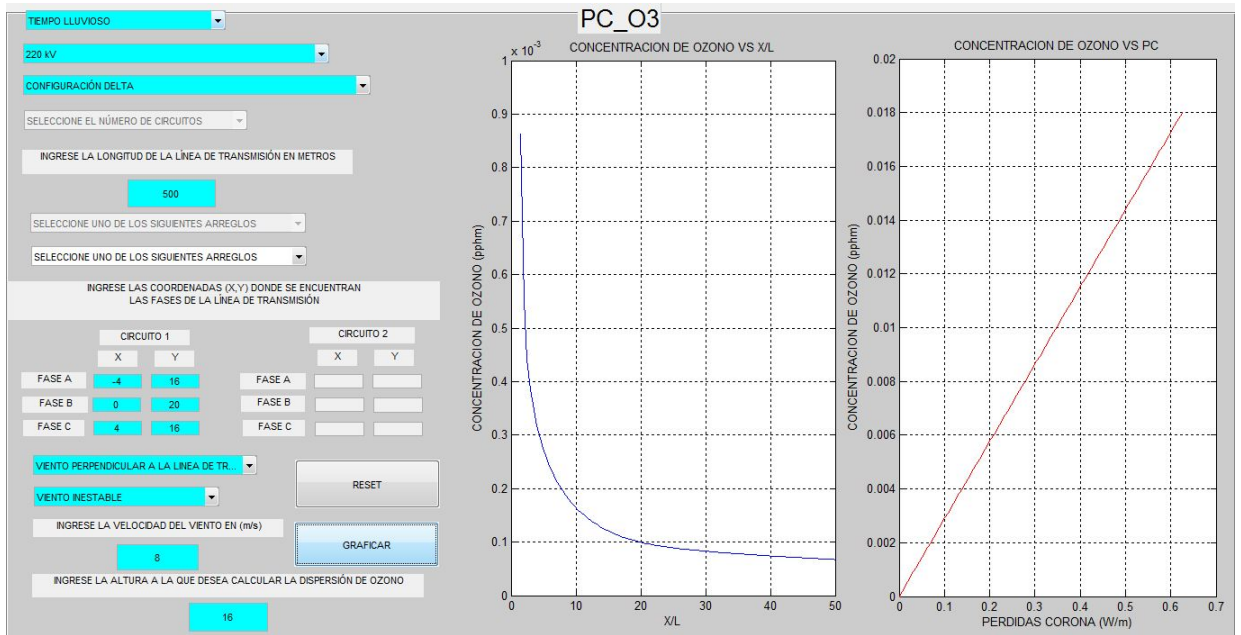 PC_O3
TIEMPO LLUVIOSO
220 kV
CONFIGURACIÓN DELTA
SELECCIONE EL NÚMERO DE CIRCUITOS
INGRESE LA LONGITUD DE LA LÍNEA DE TRANSMISIÓN EN METROS
500
SELECCIONE UNO DE LOS SIGUIENTES ARREGLOS
SELECCIONE UNO DE LOS SIGUIENTES ARREGLOS
INGRESE LAS COORDENADAS (X,Y) DONDE SE ENCUENTRAN
LAS FASES DE LA LÍNEA DE TRANSMISIÓN
CIRCUITO 1
X Y
FASE A -4 16
FASE B 0 20
FASE C 4 16
CIRCUITO 2
X Y
FASE A
FASE B
FASE C
VIENTO PERPENDICULAR A LA LINEA DE TR...
VIENTO INESTABLE
RESET
INGRESE LA VELOCIDAD DEL VIENTO EN (m/s)
8
GRAFICAR
INGRESE LA ALTURA A LA QUE DESEA CALCULAR LA DISPERSIÓN DE OZONO
16
CONCENTRACION DE OZONO VS X/L
x 10-3
CONCENTRACION DE OZONO (pphm)
1
0.9
0.8
0.7
0.6
0.5
0.4
0.3
0.2
0.1
0
0 10 20 30 40 50
X/L
CONCENTRACION DE OZONO VS PC
CONCENTRACION DE OZONO (pphm)
0.02
0.018
0.016
0.014
0.012
0.01
0.008
0.006
0.004
0.002
0
0 0.1 0.2 0.3 0.4 0.5 0.6 0.7
PERDIDAS CORONA (W/m)